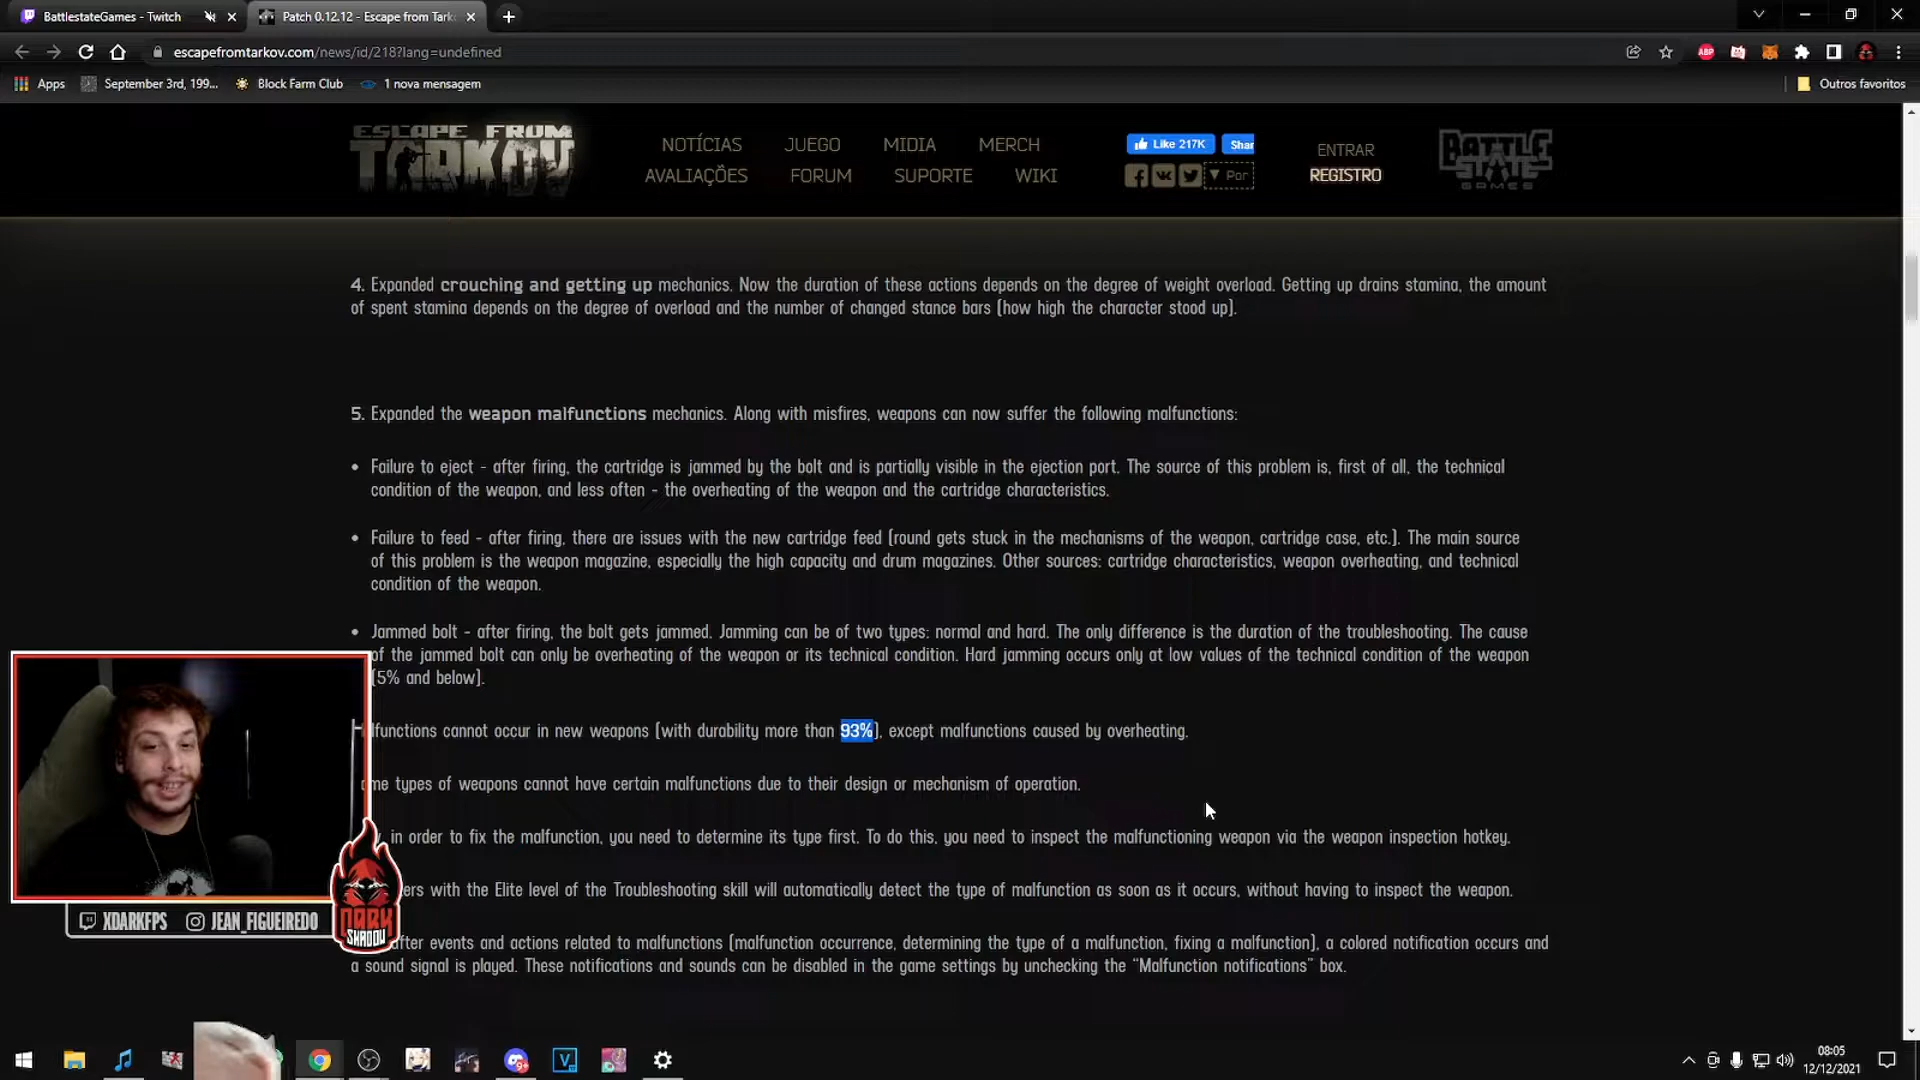 BattlestateGames - Twitch
Patch 0.12.12 - Escape from Tark
escapefromtarkov.com/news/id/218?lang=undefined
ABP
Apps
September 3rd, 199...
Block Farm Club
1 nova mensagem
Outros favoritos
ESCAPE FROM
TARKOV
NOTÍCIAS JUEGO MIDIA MERCH
AVALIAÇÕES FORUM SUPORTE WIKI
Like 217K
Shar
▼ Por
ENTRAR
REGISTRO
BATTLE
STATE
GAMES
4. Expanded crouching and getting up mechanics. Now the duration of these actions depends on the degree of weight overload. Getting up drains stamina, the amount
of spent stamina depends on the degree of overload and the number of changed stance bars (how high the character stood up).
5. Expanded the weapon malfunctions mechanics. Along with misfires, weapons can now suffer the following malfunctions:
• Failure to eject - after firing, the cartridge is jammed by the bolt and is partially visible in the ejection port. The source of this problem is, first of all, the technical
condition of the weapon, and less often - the overheating of the weapon and the cartridge characteristics.
• Failure to feed - after firing, there are issues with the new cartridge feed (round gets stuck in the mechanisms of the weapon, cartridge case, etc.). The main source
of this problem is the weapon magazine, especially the high capacity and drum magazines. Other sources: cartridge characteristics, weapon overheating, and technical
condition of the weapon.
• Jammed bolt - after firing, the bolt gets jammed. Jamming can be of two types: normal and hard. The only difference is the duration of the troubleshooting. The cause
of the jammed bolt can only be overheating of the weapon or its technical condition. Hard jamming occurs only at low values of the technical condition of the weapon
(5% and below).
lfunctions cannot occur in new weapons (with durability more than 93%), except malfunctions caused by overheating.
me types of weapons cannot have certain malfunctions due to their design or mechanism of operation.
, in order to fix the malfunction, you need to determine its type first. To do this, you need to inspect the malfunctioning weapon via the weapon inspection hotkey.
ers with the Elite level of the Troubleshooting skill will automatically detect the type of malfunction as soon as it occurs, without having to inspect the weapon.
fter events and actions related to malfunctions (malfunction occurrence, determining the type of a malfunction, fixing a malfunction), a colored notification occurs and
a sound signal is played. These notifications and sounds can be disabled in the game settings by unchecking the “Malfunction notifications” box.
XDARKFPS JEAN_FIGUEIREDO
DARK
SHADOW
9+
V
08:05
12/12/2021